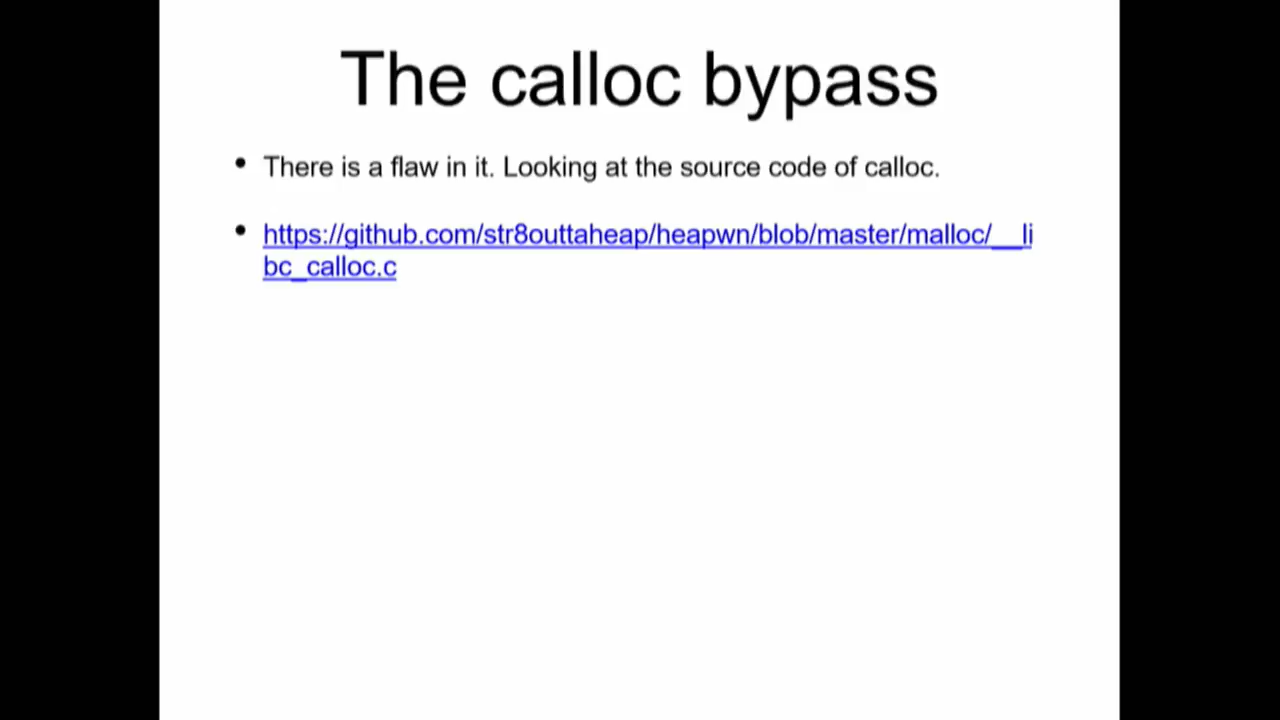 The calloc bypass
• There is a flaw in it. Looking at the source code of calloc.
• https://github.com/str8outtaheap/heapwn/blob/master/malloc/__li
bc_calloc.c